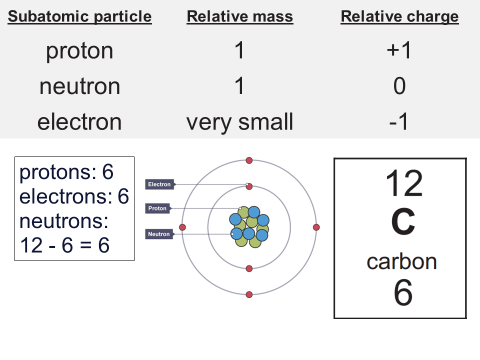 Subatomic particle Relative mass Relative charge
proton 1 +1
neutron 1 0
electron very small -1
protons: 6
electrons: 6
neutrons:
12 - 6 = 6
Electron
Proton
Neutron
12
C
carbon
6